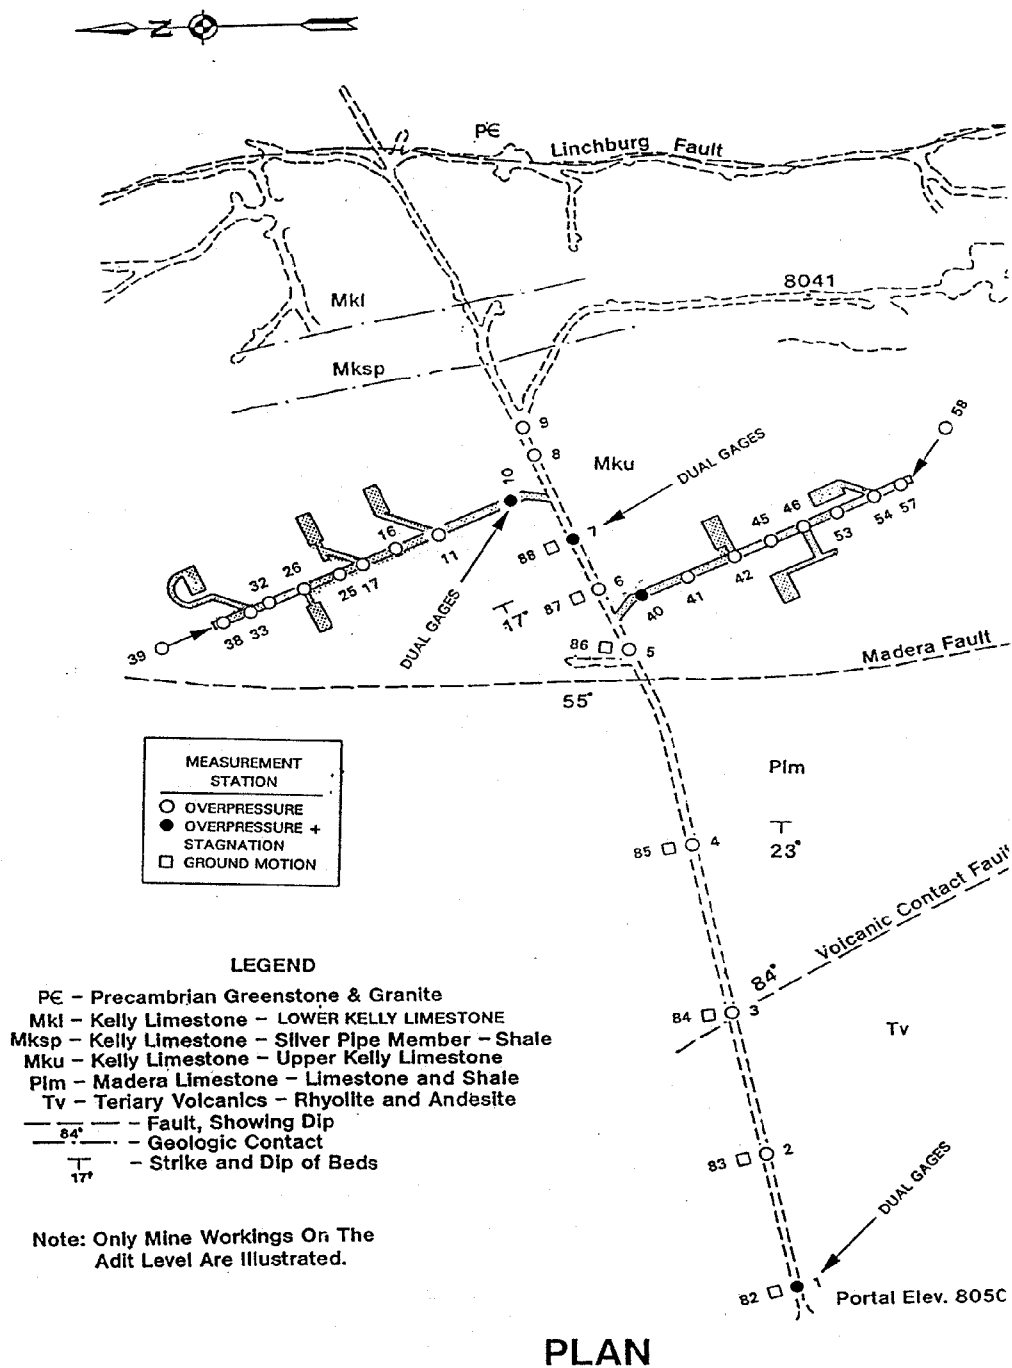 N
P€
Linchburg Fault
8041
Mkl
Mksp
9
8
Mku
58
DUAL GAGES
10
7
88
16
11
45
46
53
54
57
32
26
25
17
42
41
40
6
87
17°
38
33
39
DUAL GAGES
86
5
Madera Fault
55°
MEASUREMENT
STATION
OVERPRESSURE
OVERPRESSURE +
STAGNATION
GROUND MOTION
Plm
23°
85
4
Volcanic Contact Fault
84°
84
3
Tv
83
2
DUAL GAGES
82
1
Portal Elev. 805
LEGEND
P€ – Precambrian Greenstone & Granite
Mkl – Kelly Limestone – LOWER KELLY LIMESTONE
Mksp – Kelly Limestone – Silver Pipe Member – Shale
Mku – Kelly Limestone – Upper Kelly Limestone
Plm – Madera Limestone – Limestone and Shale
Tv – Teriary Volcanics – Rhyolite and Andesite
84° – Fault, Showing Dip
– Geologic Contact
17° – Strike and Dip of Beds
Note: Only Mine Workings On The
Adit Level Are Illustrated.
PLAN